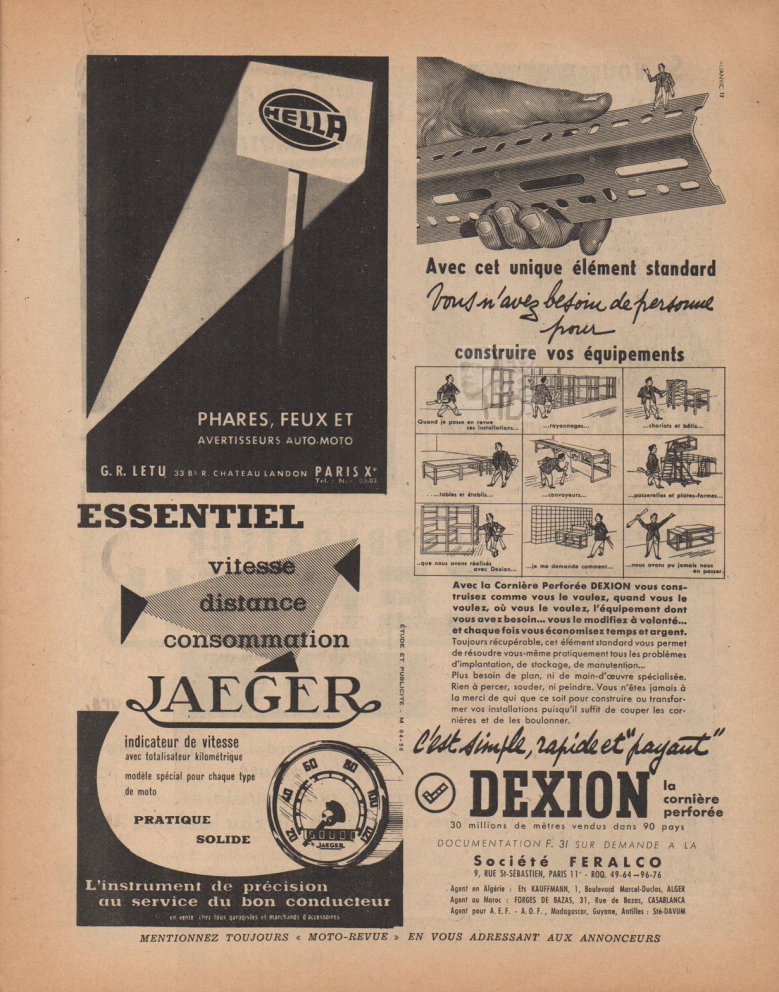 HELLA
PHARES, FEUX ET
AVERTISSEURS AUTO-MOTO
G.R. LETU 33 Bis R. CHATEAU LANDON PARIS Xe
ESSENTIEL
vitesse
distance
consommation
JAEGER
indicateur de vitesse
avec totalisateur kilométrique
modèle spécial pour chaque type
de moto
PRATIQUE
SOLIDE
20
40
60
80
100
120
JAEGER
L'instrument de précision
au service du bon conducteur
en vente chez tous garagistes et marchands d'accessoires
ÉTUDE ET PUBLICITÉ - M 04-56
Avec cet unique élément standard
Vous n'avez besoin de personne
pour
construire vos équipements
Quand je passe en revue
ces installations...
...rayonnages...
...chariots et bâtis...
...tables et établis...
...convoyeurs...
...passerelles et plates-formes...
...que nous avons réalisés
avec Dexion...
...je me demande comment...
...nous avons pu jamais nous
en passer.
Avec la Cornière Perforée DEXION vous cons-
truisez comme vous le voulez, quand vous le
voulez, où vous le voulez, l'équipement dont
vous avez besoin... vous le modifiez à volonté...
et chaque fois vous économisez temps et argent.
Toujours récupérable, cet élément standard vous permet
de résoudre vous-même pratiquement tous les problèmes
d'implantation, de stockage, de manutention...
Plus besoin de plan, ni de main-d'œuvre spécialisée.
Rien à percer, souder, ni peindre. Vous n'êtes jamais à
la merci de qui que ce soit pour construire ou transfor-
mer vos installations puisqu'il suffit de couper les cor-
nières et de les boulonner.
c'est simple, rapide et "payant"
DEXION
la
cornière
perforée
30 millions de mètres vendus dans 90 pays
DOCUMENTATION F. 31 SUR DEMANDE A LA
Société FERALCO
9, RUE St-SÉBASTIEN, PARIS 11e - ROQ. 49-64-96-76
Agent en Algérie : Ets KAUFFMANN, 1, Boulevard Marcel-Duclos, ALGER
Agent au Maroc : FORGES DE BAZAS, 31, Rue de Bazas, CASABLANCA
Agent pour A.E.F. - A.O.F., Madagascar, Guyane, Antilles : Sté-DAVUM
MENTIONNEZ TOUJOURS « MOTO-REVUE » EN VOUS ADRESSANT AUX ANNONCEURS